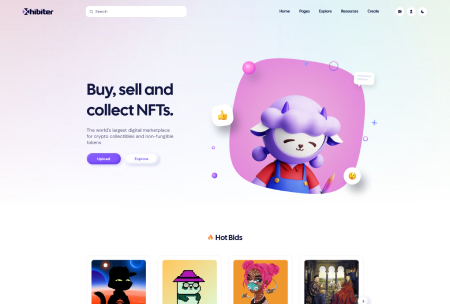 Xhibiter
Search
Home Pages Explore Resources Create
Buy, sell and
collect NFTs.
The world's largest digital marketplace
for crypto collectibles and non-fungible
tokens
Upload Explore
Hot Bids